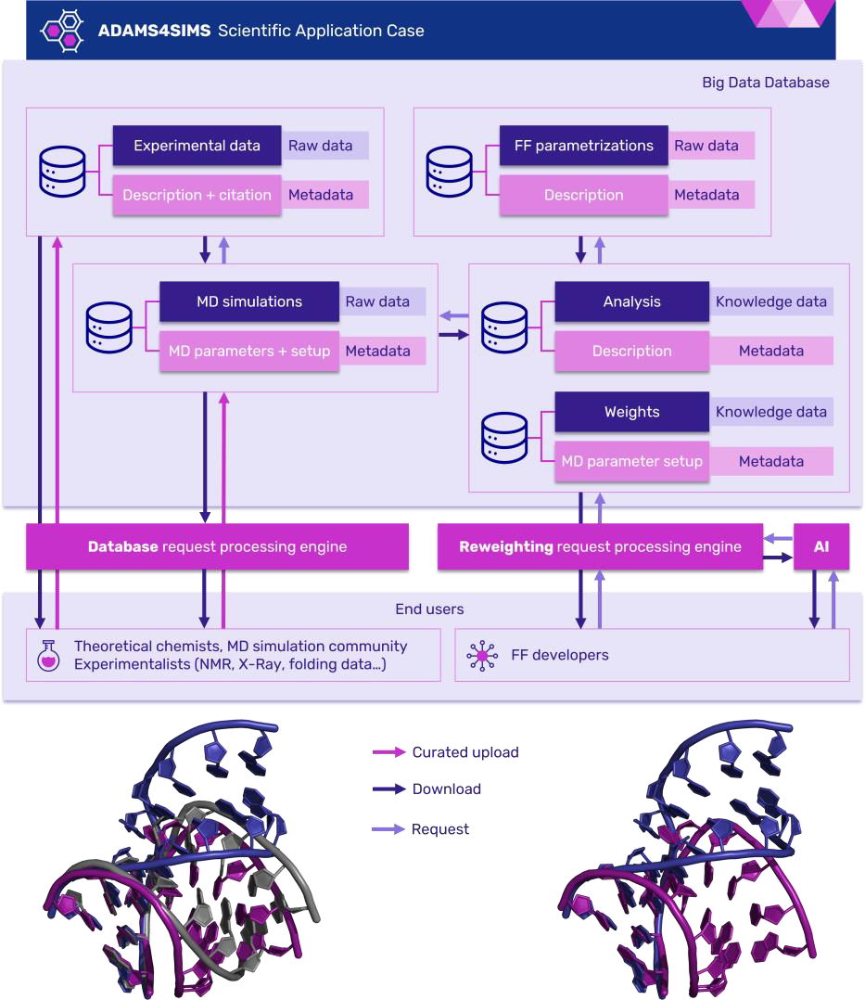 ADAMS4SIMS Scientific Application Case
Big Data Database
Experimental data Raw data
Description + citation Metadata
FF parametrizations Raw data
Description Metadata
MD simulations Raw data
MD parameters + setup Metadata
Analysis Knowledge data
Description Metadata
Weights Knowledge data
MD parameter setup Metadata
Database request processing engine
Reweighting request processing engine
AI
End users
Theoretical chemists, MD simulation community
Experimentalists (NMR, X-Ray, folding data...)
FF developers
Curated upload
Download
Request